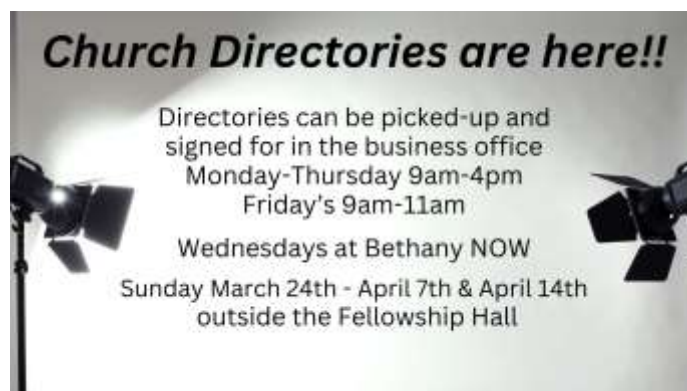 Church Directories are here!!
Directories can be picked-up and
signed for in the business office
Monday-Thursday 9am-4pm
Friday's 9am-11am
Wednesdays at Bethany NOW
Sunday March 24th - April 7th & April 14th
outside the Fellowship Hall